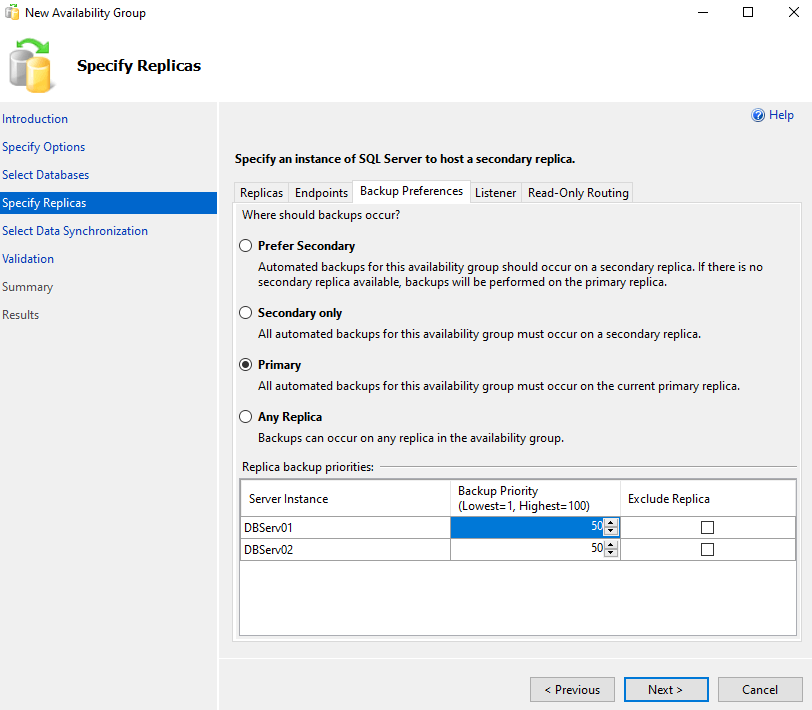 New Availability Group
Specify Replicas
Introduction
Specify Options
Select Databases
Specify Replicas
Select Data Synchronization
Validation
Summary
Results
Help
Specify an instance of SQL Server to host a secondary replica.
Replicas Endpoints Backup Preferences Listener Read-Only Routing
Where should backups occur?
Prefer Secondary
Automated backups for this availability group should occur on a secondary replica. If there is no
secondary replica available, backups will be performed on the primary replica.
Secondary only
All automated backups for this availability group must occur on a secondary replica.
Primary
All automated backups for this availability group must occur on the current primary replica.
Any Replica
Backups can occur on any replica in the availability group.
Replica backup priorities:
Server Instance Backup Priority
(Lowest=1, Highest=100) Exclude Replica
DBServ01 50
DBServ02 50
< Previous Next > Cancel